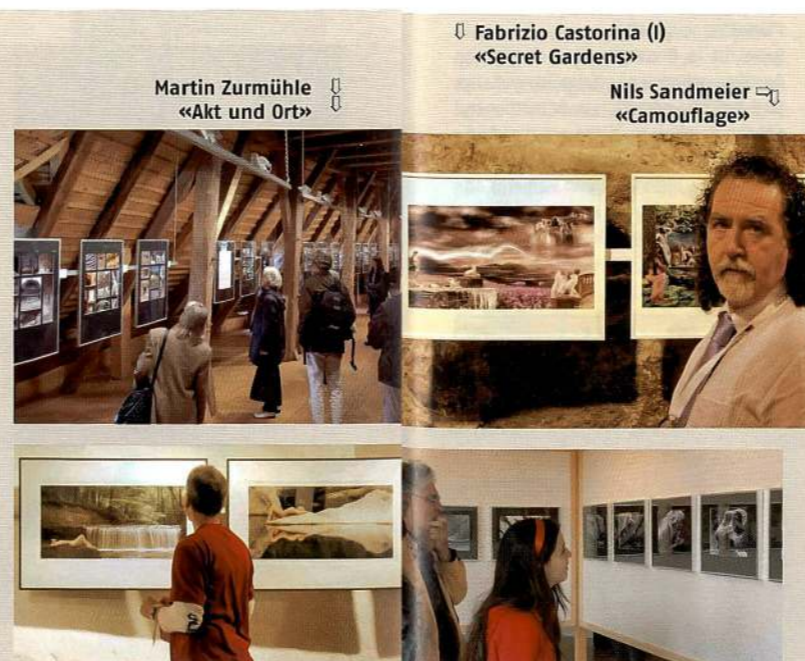 Martin Zurmühle ⇩
«Akt und Ort» ⇩
⇩ Fabrizio Castorina (I)
«Secret Gardens»
Nils Sandmeier ⇨⇩
«Camouflage»